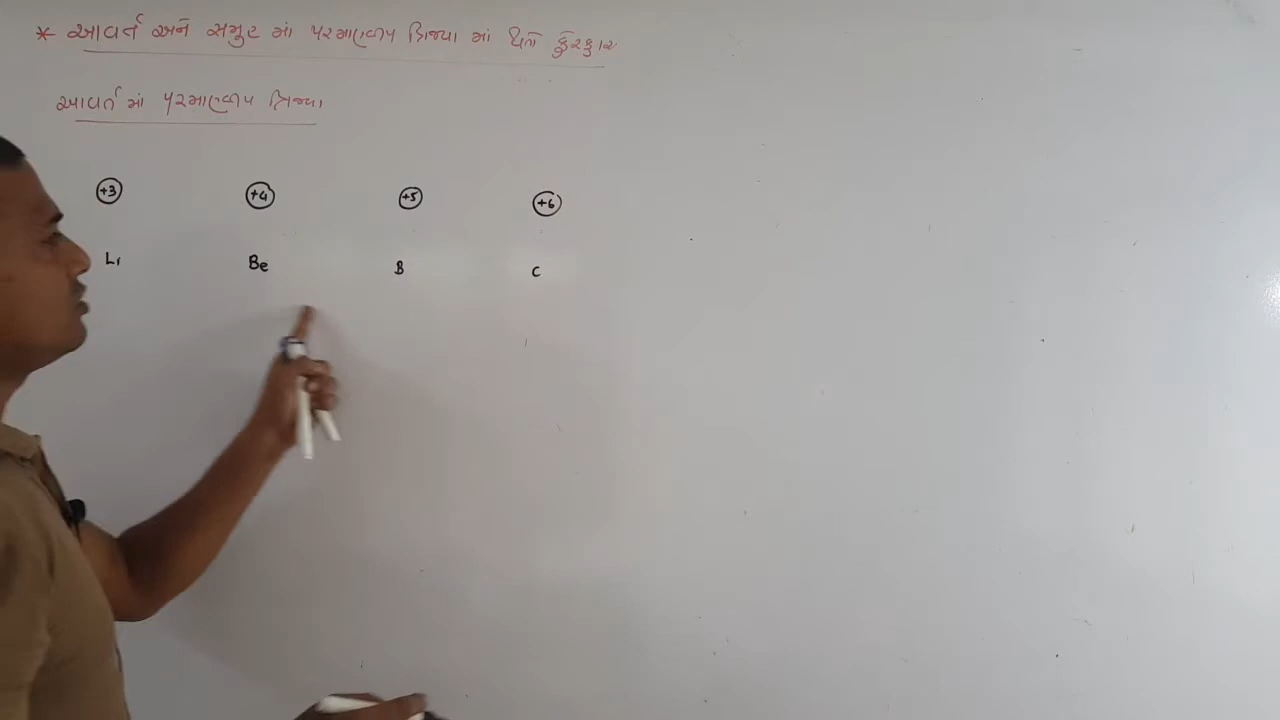 * આવર્ત અને સમુહ માં પરમાણ્વીય ત્રિજ્યા માં થતો ફેરફાર
આવર્ત માં પરમાણ્વીય ત્રિજ્યા
+3 +4 +5 +6
Li Be B C